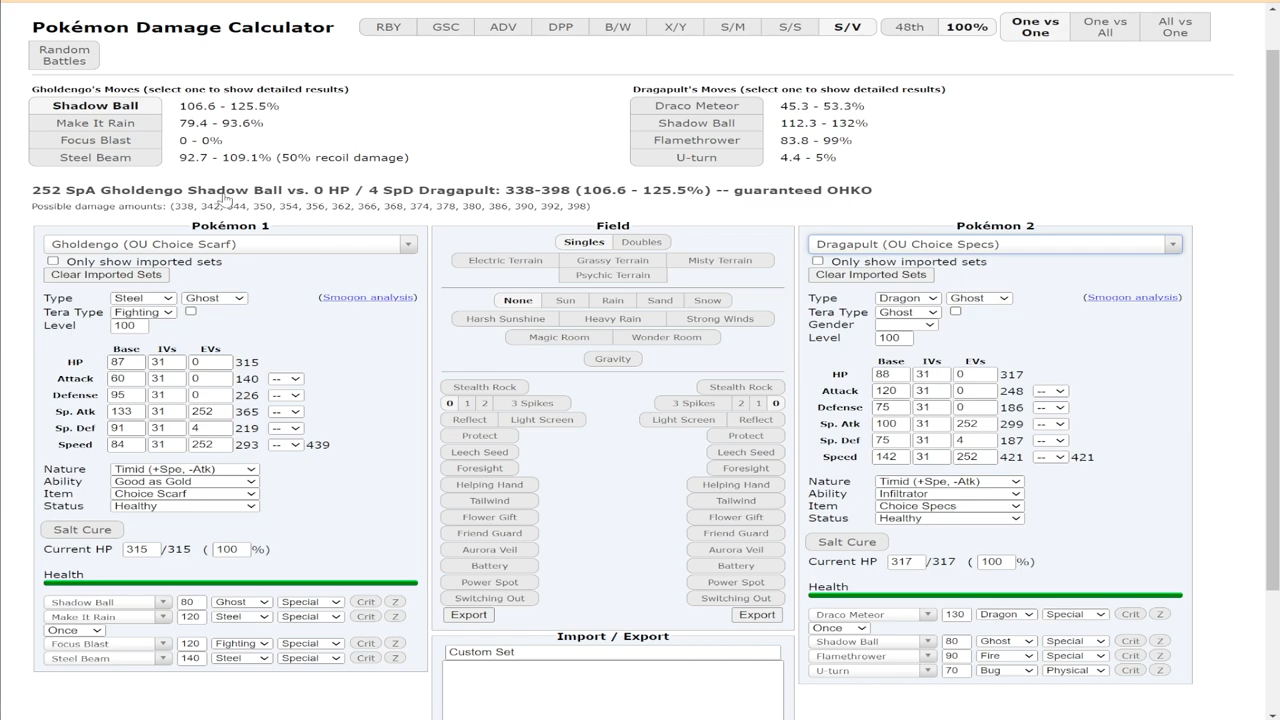 Pokémon Damage Calculator RBY GSC ADV DPP B/W X/Y S/M S/S S/V 48th 100% One vs One One vs All All vs One
Random Battles
Gholdengo's Moves (select one to show detailed results) Dragapult's Moves (select one to show detailed results)
Shadow Ball 106.6 - 125.5% Draco Meteor 45.3 - 53.3%
Make It Rain 79.4 - 93.6% Shadow Ball 112.3 - 132%
Focus Blast 0 - 0% Flamethrower 83.8 - 99%
Steel Beam 92.7 - 109.1% (50% recoil damage) U-turn 4.4 - 5%
252 SpA Gholdengo Shadow Ball vs. 0 HP / 4 SpD Dragapult: 338-398 (106.6 - 125.5%) -- guaranteed OHKO
Possible damage amounts: (338, 342, 344, 350, 354, 356, 362, 366, 368, 374, 378, 380, 386, 390, 392, 398)
Pokémon 1
Gholdengo (OU Choice Scarf)
Only show imported sets
Clear Imported Sets
Type Steel Ghost (Smogon analysis)
Tera Type Fighting
Level 100
Base IVs EVs
HP 87 31 0 315
Attack 60 31 0 140 --
Defense 95 31 0 226 --
Sp. Atk 133 31 252 365 --
Sp. Def 91 31 4 219 --
Speed 84 31 252 293 -- 439
Nature Timid (+Spe, -Atk)
Ability Good as Gold
Item Choice Scarf
Status Healthy
Salt Cure
Current HP 315 /315 ( 100 %)
Health
Shadow Ball 80 Ghost Special Crit Z
Make It Rain 120 Steel Special Crit Z
Once
Focus Blast 120 Fighting Special Crit Z
Steel Beam 140 Steel Special Crit Z
Field
Singles Doubles
Electric Terrain Grassy Terrain Misty Terrain
Psychic Terrain
None Sun Rain Sand Snow
Harsh Sunshine Heavy Rain Strong Winds
Magic Room Wonder Room
Gravity
Stealth Rock Stealth Rock
0 1 2 3 Spikes 3 Spikes 2 1 0
Reflect Light Screen Light Screen Reflect
Protect Protect
Leech Seed Leech Seed
Foresight Foresight
Helping Hand Helping Hand
Tailwind Tailwind
Flower Gift Flower Gift
Friend Guard Friend Guard
Aurora Veil Aurora Veil
Battery Battery
Power Spot Power Spot
Switching Out Switching Out
Export Export
Import / Export
Custom Set
Pokémon 2
Dragapult (OU Choice Specs)
Only show imported sets
Clear Imported Sets
Type Dragon Ghost (Smogon analysis)
Tera Type Ghost
Gender
Level 100
Base IVs EVs
HP 88 31 0 317
Attack 120 31 0 248 --
Defense 75 31 0 186 --
Sp. Atk 100 31 252 299 --
Sp. Def 75 31 4 187 --
Speed 142 31 252 421 -- 421
Nature Timid (+Spe, -Atk)
Ability Infiltrator
Item Choice Specs
Status Healthy
Salt Cure
Current HP 317 /317 ( 100 %)
Health
Draco Meteor 130 Dragon Special Crit Z
Once
Shadow Ball 80 Ghost Special Crit Z
Flamethrower 90 Fire Special Crit Z
U-turn 70 Bug Physical Crit Z